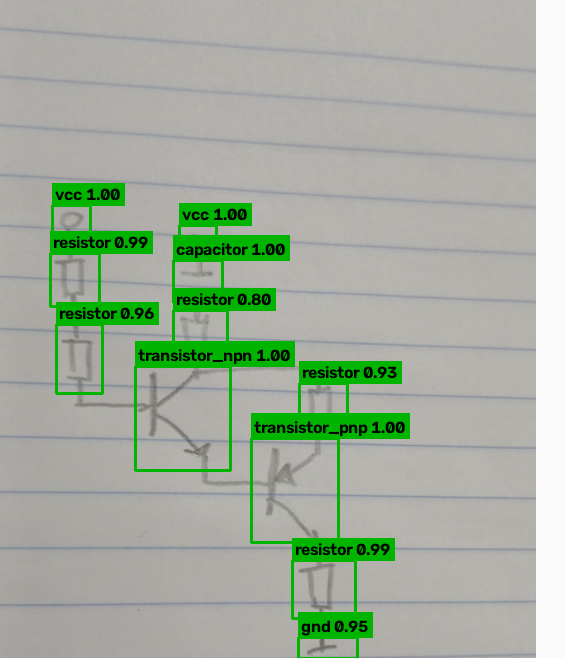 vcc 1.00
vcc 1.00
resistor 0.99
capacitor 1.00
resistor 0.80
resistor 0.96
transistor_npn 1.00
resistor 0.93
transistor_pnp 1.00
resistor 0.99
gnd 0.95